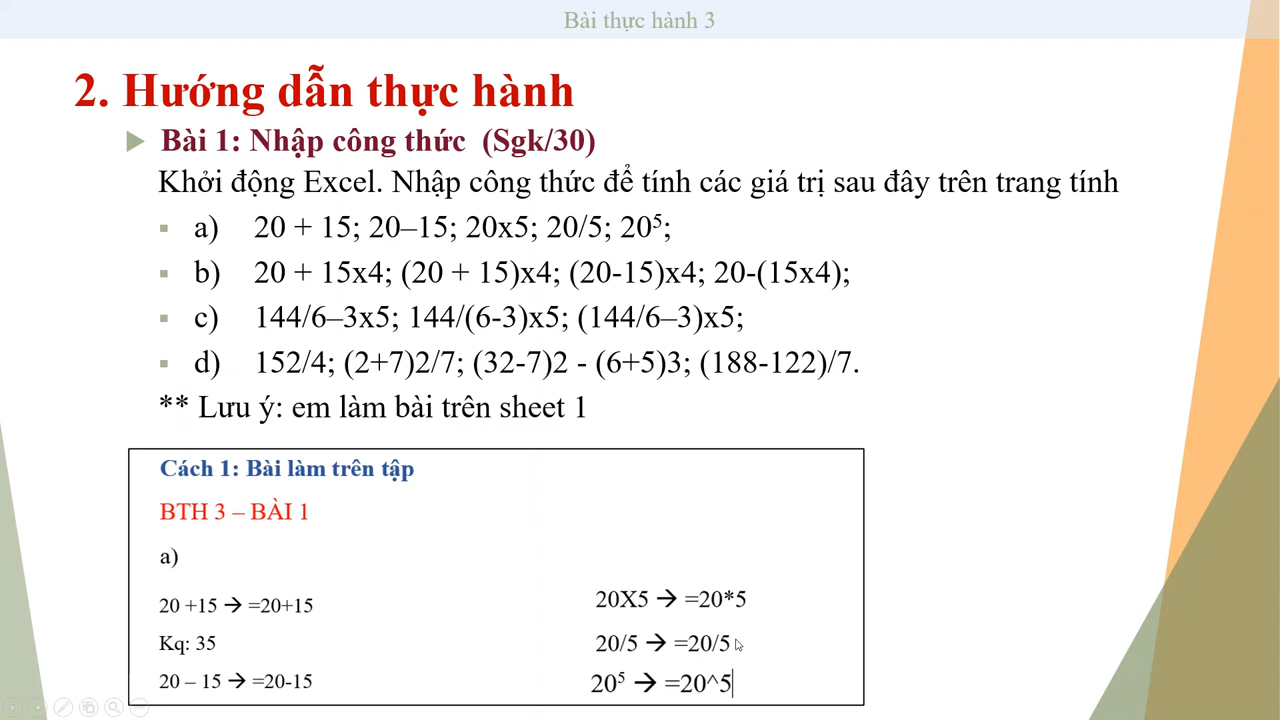 Bài thực hành 3
2. Hướng dẫn thực hành
Bài 1: Nhập công thức (Sgk/30)
Khởi động Excel. Nhập công thức để tính các giá trị sau đây trên trang tính
a) 20 + 15; 20–15; 20x5; 20/5; 20⁵;
b) 20 + 15x4; (20 + 15)x4; (20-15)x4; 20-(15x4);
c) 144/6–3x5; 144/(6-3)x5; (144/6–3)x5;
d) 152/4; (2+7)2/7; (32-7)2 - (6+5)3; (188-122)/7.
** Lưu ý: em làm bài trên sheet 1
Cách 1: Bài làm trên tập
BTH 3 – BÀI 1
a)
20 +15 → =20+15
Kq: 35
20 – 15 → =20-15
20X5 → =20*5
20/5 → =20/5
20⁵ → =20^5